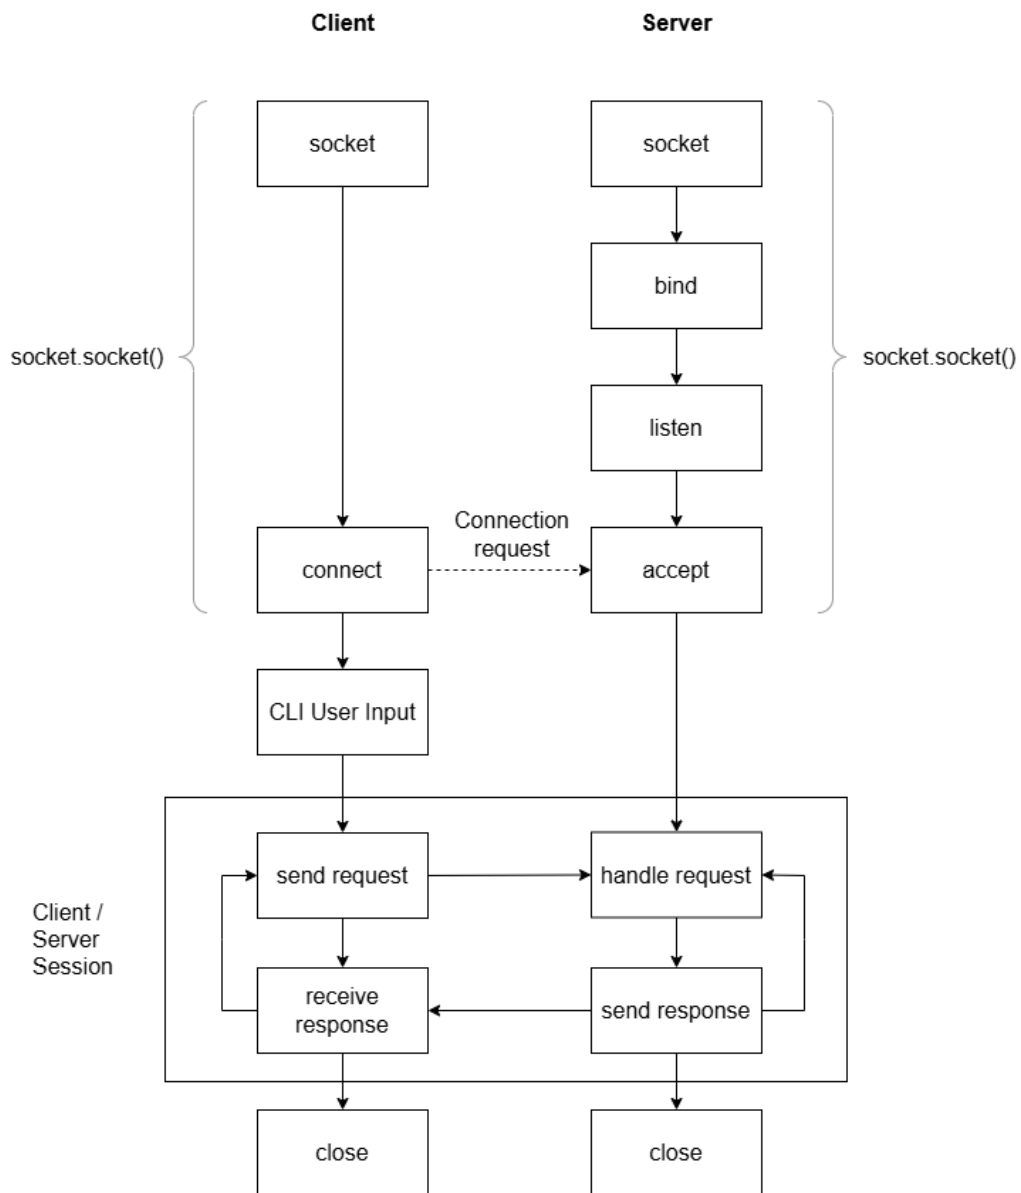 Client
Server
socket
socket
bind
socket.socket()
socket.socket()
listen
Connection
request
connect
accept
CLI User Input
send request
handle request
Client /
Server
Session
receive
response
send response
close
close